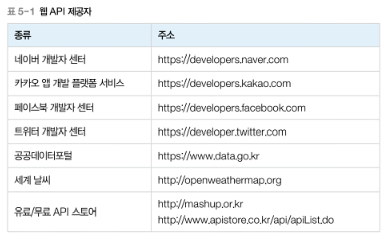 표 5-1 웹 API 제공자
종류 주소
네이버 개발자 센터 https://developers.naver.com
카카오 앱 개발 플랫폼 서비스 https://developers.kakao.com
페이스북 개발자 센터 https://developers.facebook.com
트위터 개발자 센터 https://developer.twitter.com
공공데이터포털 https://www.data.go.kr
세계 날씨 http://openweathermap.org
유료/무료 API 스토어 http://mashup.or.kr
http://www.apistore.co.kr/api/apiList.do